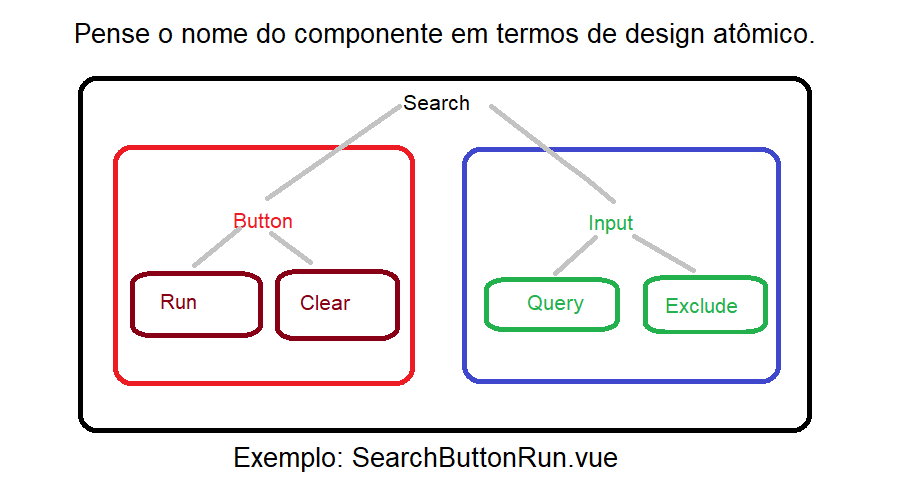 Pense o nome do componente em termos de design atômico.
Search
Button
Input
Run
Clear
Query
Exclude
Exemplo: SearchButtonRun.vue